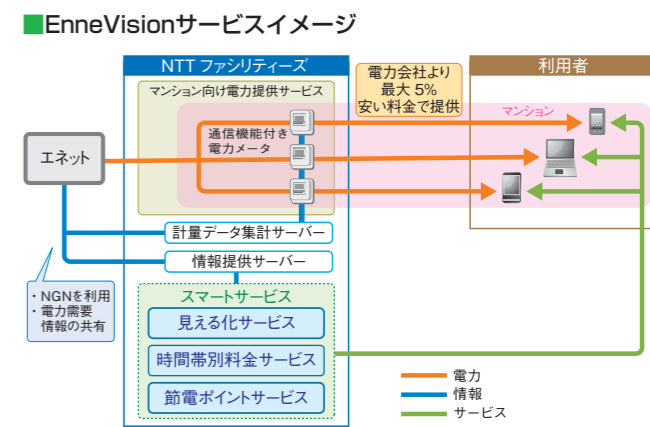 ■EnneVisionサービスイメージ
NTT ファシリティーズ
利用者
マンション向け電力提供サービス
電力会社より
最大 5%
安い料金で提供
マンション
通信機能付き
電力メータ
エネット
計量データ集計サーバー
情報提供サーバー
・NGNを利用
・電力需要
情報の共有
スマートサービス
見える化サービス
時間帯別料金サービス
節電ポイントサービス
電力
情報
サービス